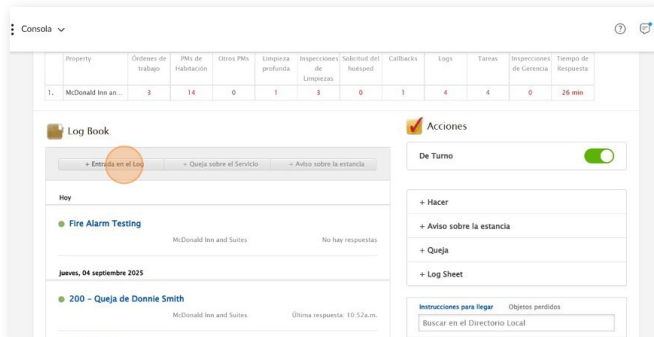 Consola
Property Órdenes de trabajo PMs de Habitación Otros PMs Limpieza profunda Inspecciones de Limpiezas Solicitud del huésped Callbacks Logs Tareas Inspecciones de Gerencia Tiempo de Respuesta
1. McDonald Inn an... 3 14 0 1 3 0 1 4 4 0 26 min
Log Book
+ Entrada en el Log + Queja sobre el Servicio + Aviso sobre la estancia
Hoy
Fire Alarm Testing
McDonald Inn and Suites No hay respuestas
jueves, 04 septiembre 2025
200 - Queja de Donnie Smith
McDonald Inn and Suites Última respuesta 10:52a.m.
Acciones
De Turno
+ Hacer
+ Aviso sobre la estancia
+ Queja
+ Log Sheet
Instrucciones para llegar Objetos perdidos
Buscar en el Directorio Local